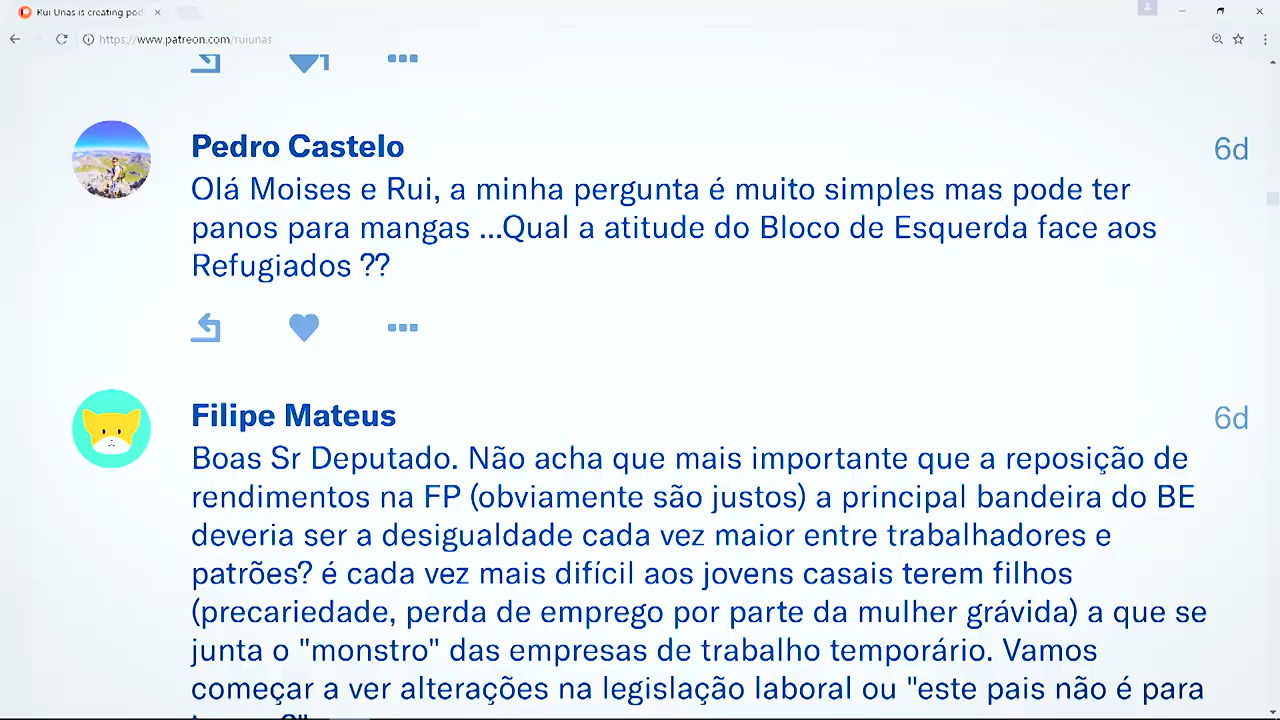 Rui Unas is creating pod
https://www.patreon.com/ruiunas
1
Pedro Castelo
6d
Olá Moises e Rui, a minha pergunta é muito simples mas pode ter
panos para mangas ...Qual a atitude do Bloco de Esquerda face aos
Refugiados ??
Filipe Mateus
6d
Boas Sr Deputado. Não acha que mais importante que a reposição de
rendimentos na FP (obviamente são justos) a principal bandeira do BE
deveria ser a desigualdade cada vez maior entre trabalhadores e
patrões? é cada vez mais difícil aos jovens casais terem filhos
(precariedade, perda de emprego por parte da mulher grávida) a que se
junta o "monstro" das empresas de trabalho temporário. Vamos
começar a ver alterações na legislação laboral ou "este pais não é para